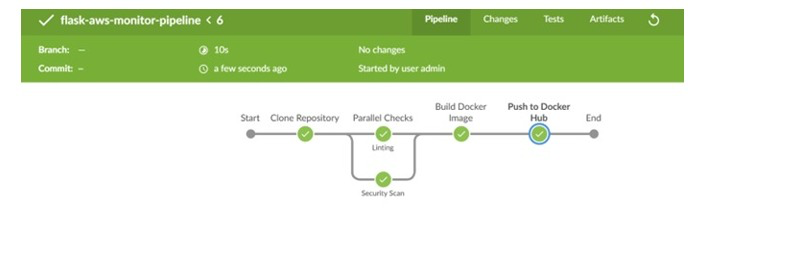 flask-aws-monitor-pipeline < 6
Pipeline
Changes
Tests
Artifacts
Branch: —
10s
No changes
Commit: –
a few seconds ago
Started by user admin
Start
Clone Repository
Parallel Checks
Build Docker
Image
Push to Docker
Hub
End
Linting
Security Scan